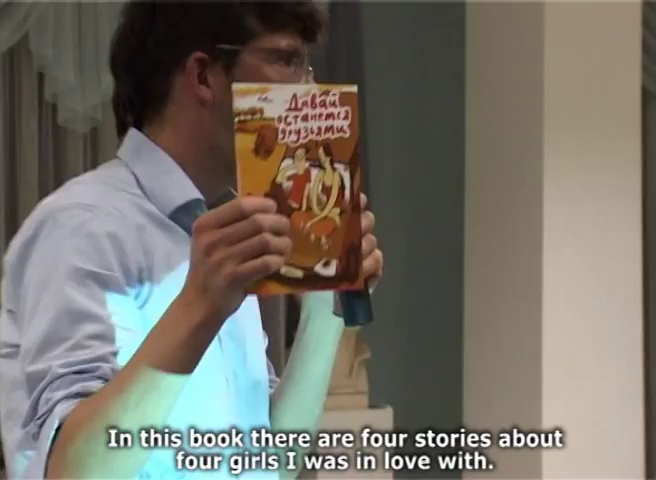 Давай
останемся
друзьями
In this book there are four stories about
four girls I was in love with.